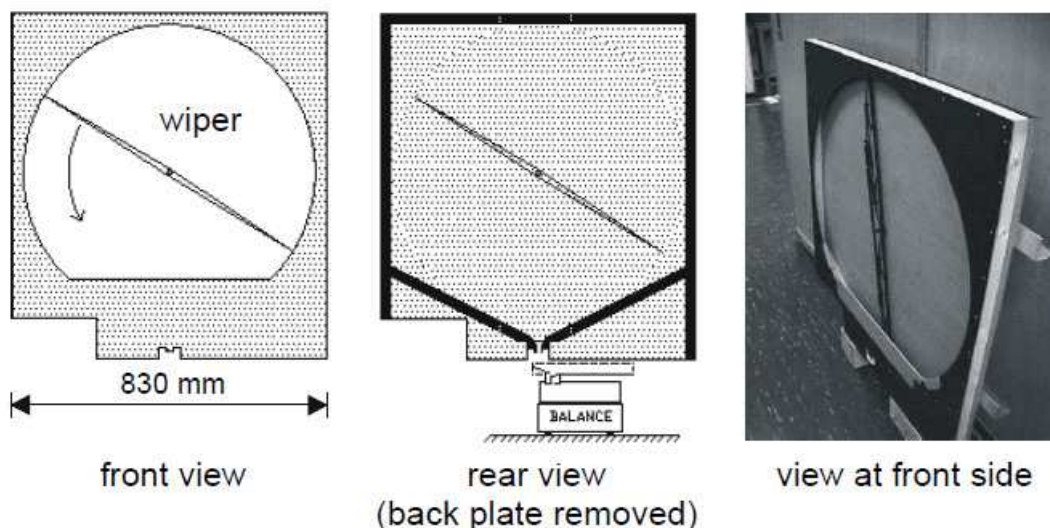 wiper
830 mm
BALANCE
front view
rear view
(back plate removed)
view at front side